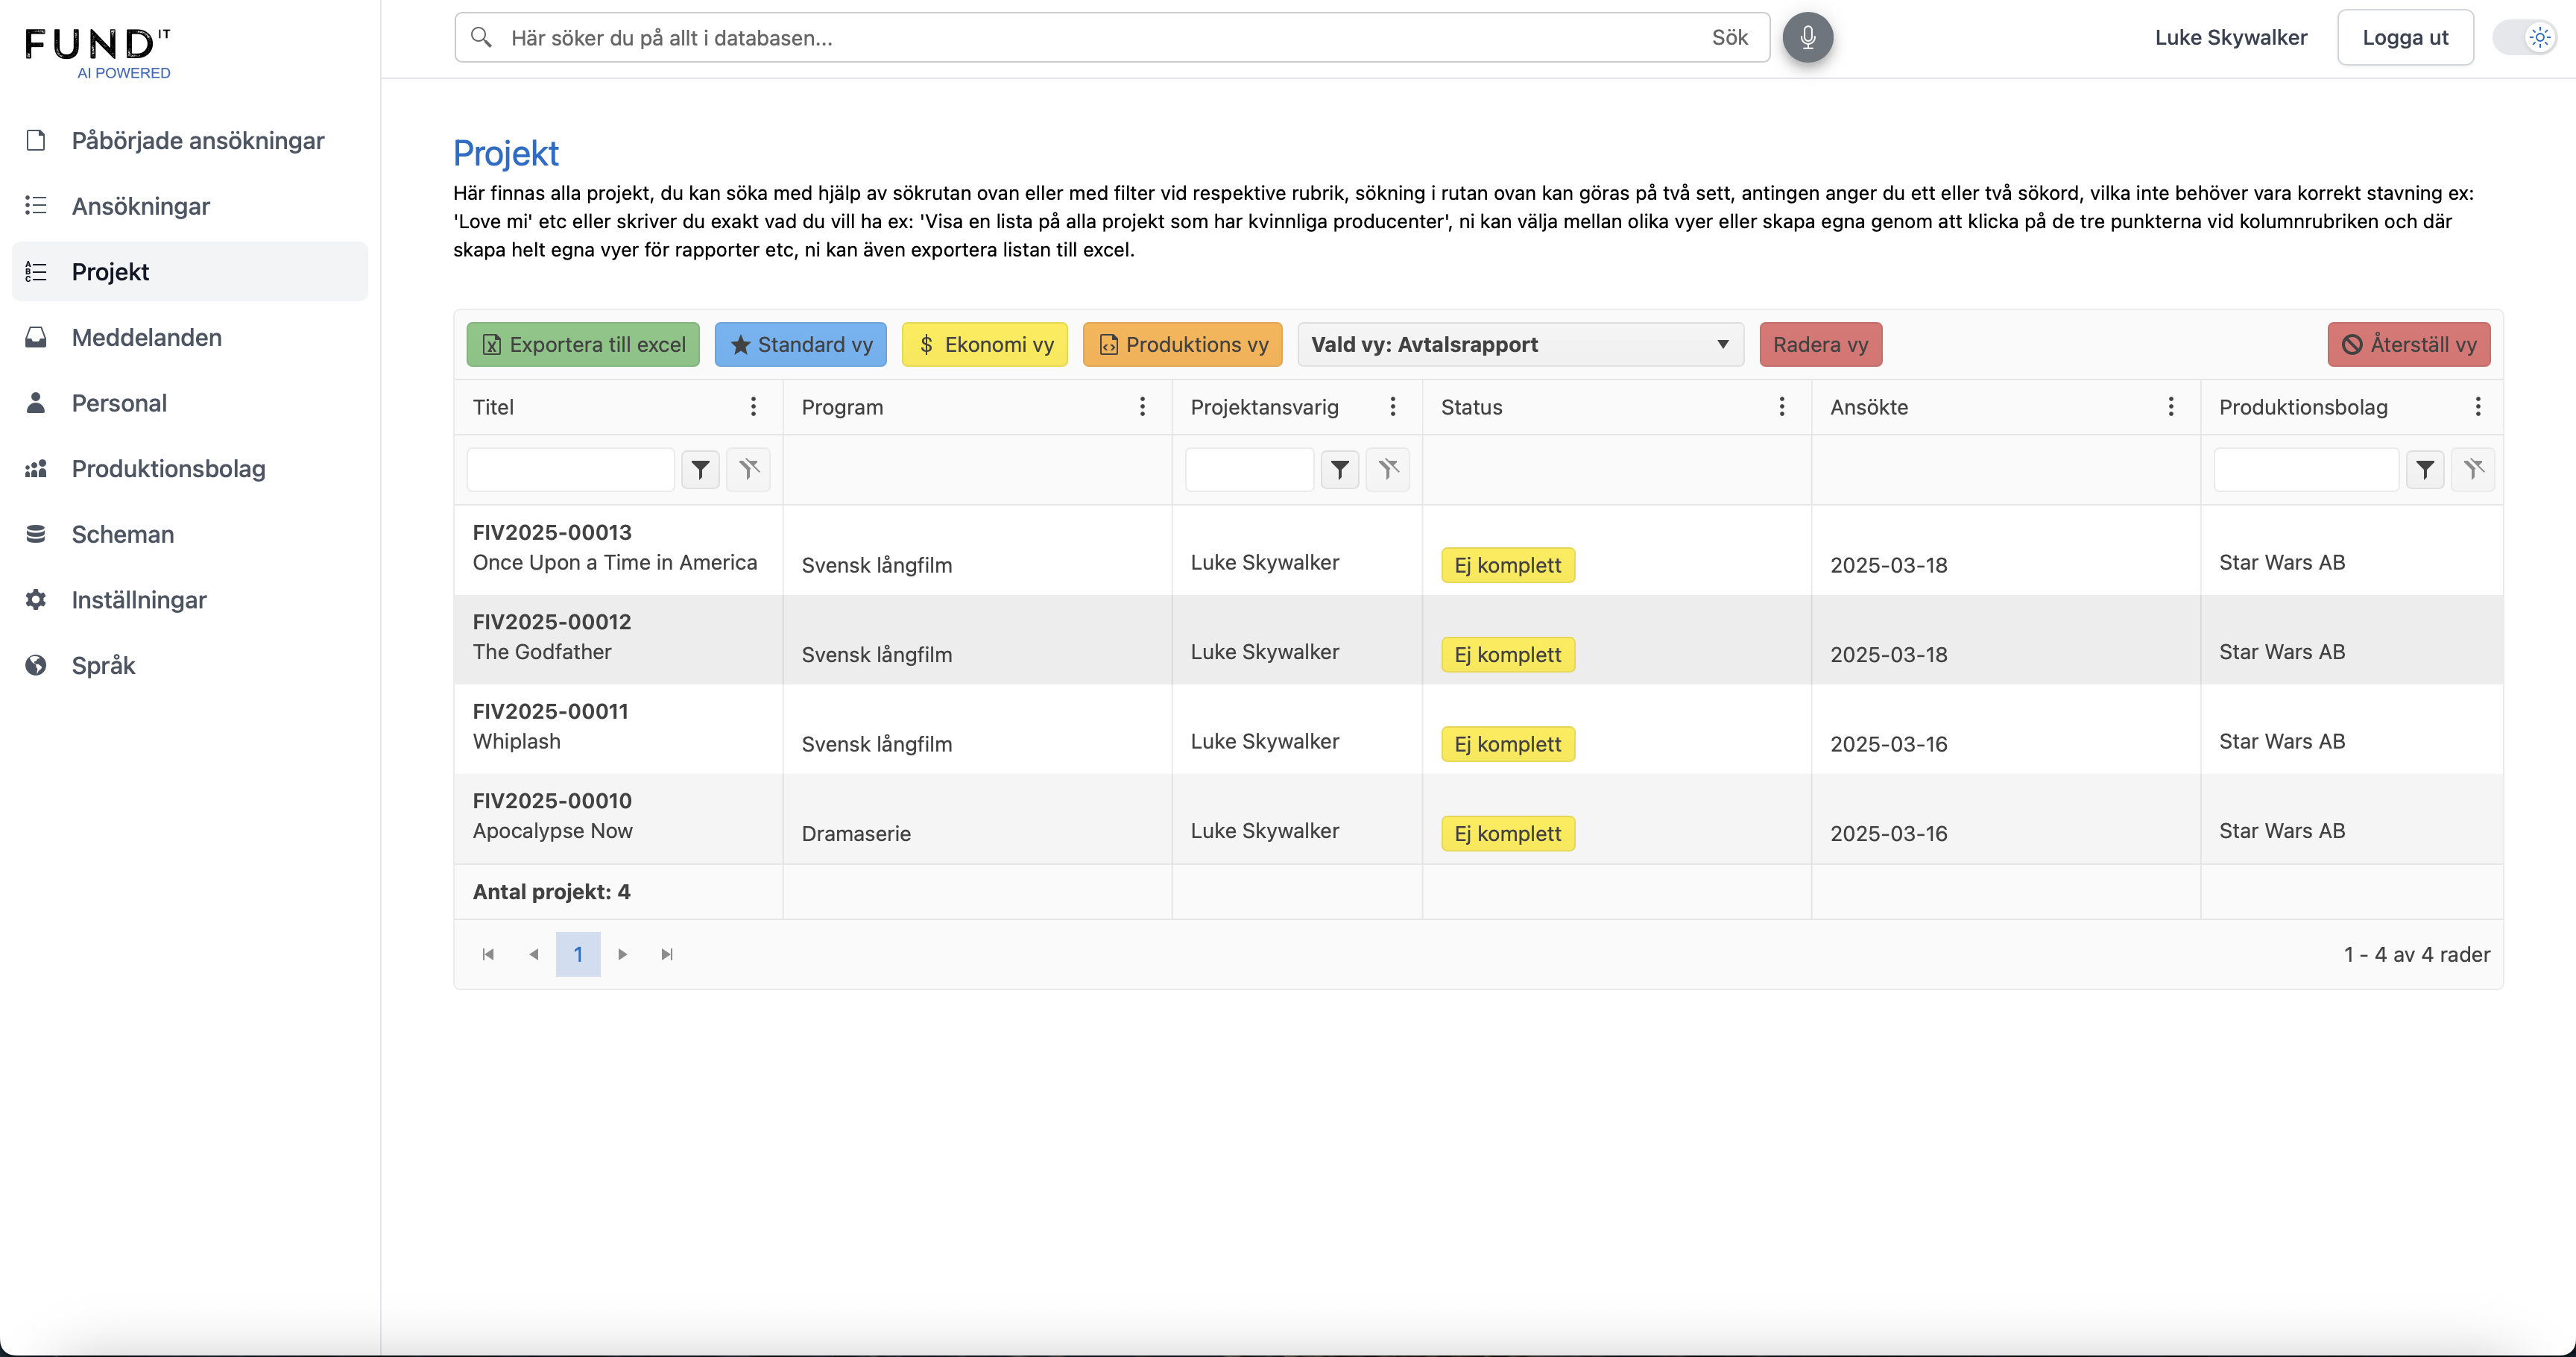 FUND IT
AI POWERED
Här söker du på allt i databasen...
Sök
Luke Skywalker
Logga ut
Påbörjade ansökningar
Ansökningar
Projekt
Meddelanden
Personal
Produktionsbolag
Scheman
Inställningar
Språk
Projekt
Här finnas alla projekt, du kan söka med hjälp av sökrutan ovan eller med filter vid respektive rubrik, sökning i rutan ovan kan göras på två sett, antingen anger du ett eller två sökord, vilka inte behöver vara korrekt stavning ex:
'Love mi' etc eller skriver du exakt vad du vill ha ex: 'Visa en lista på alla projekt som har kvinnliga producenter', ni kan välja mellan olika vyer eller skapa egna genom att klicka på de tre punkterna vid kolumnrubriken och där
skapa helt egna vyer för rapporter etc, ni kan även exportera listan till excel.
Exportera till excel
Standard vy
$ Ekonomi vy
Produktions vy
Vald vy: Avtalsrapport
Radera vy
Återställ vy
Titel Program Projektansvarig Status Ansökte Produktionsbolag
FIV2025-00013
Once Upon a Time in America Svensk långfilm Luke Skywalker Ej komplett 2025-03-18 Star Wars AB
FIV2025-00012
The Godfather Svensk långfilm Luke Skywalker Ej komplett 2025-03-18 Star Wars AB
FIV2025-00011
Whiplash Svensk långfilm Luke Skywalker Ej komplett 2025-03-16 Star Wars AB
FIV2025-00010
Apocalypse Now Dramaserie Luke Skywalker Ej komplett 2025-03-16 Star Wars AB
Antal projekt: 4
1
1 - 4 av 4 rader